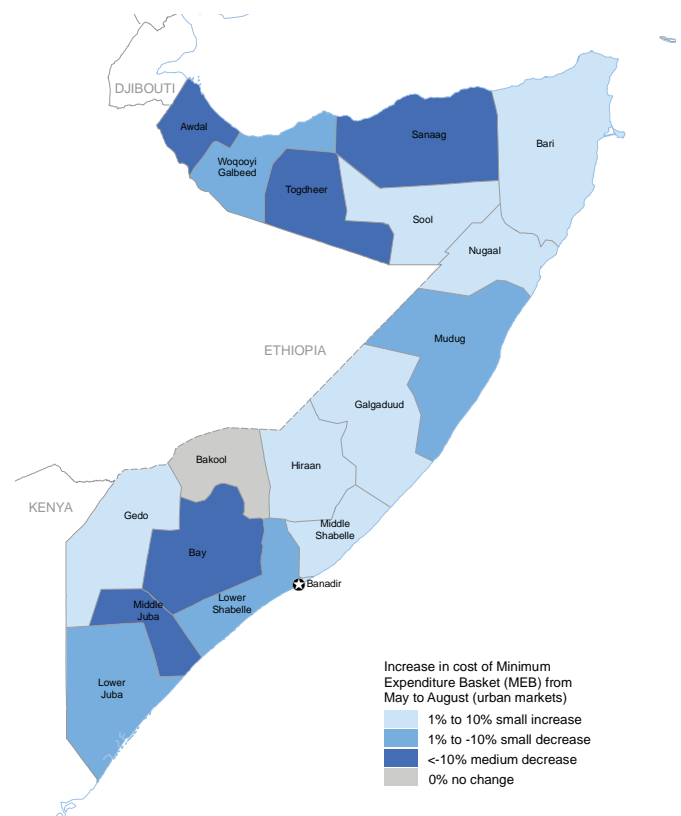 DJIBOUTI
Awdal
Sanaag
Bari
Woqooyi
Galbeed
Togdheer
Sool
Nugaal
Mudug
ETHIOPIA
Galgaduud
Bakool
Hiraan
KENYA
Gedo
Middle
Shabelle
Bay
Banadir
Middle
Juba
Lower
Shabelle
Lower
Juba
Increase in cost of Minimum
Expenditure Basket (MEB) from
May to August (urban markets)
1% to 10% small increase
1% to -10% small decrease
<-10% medium decrease
0% no change